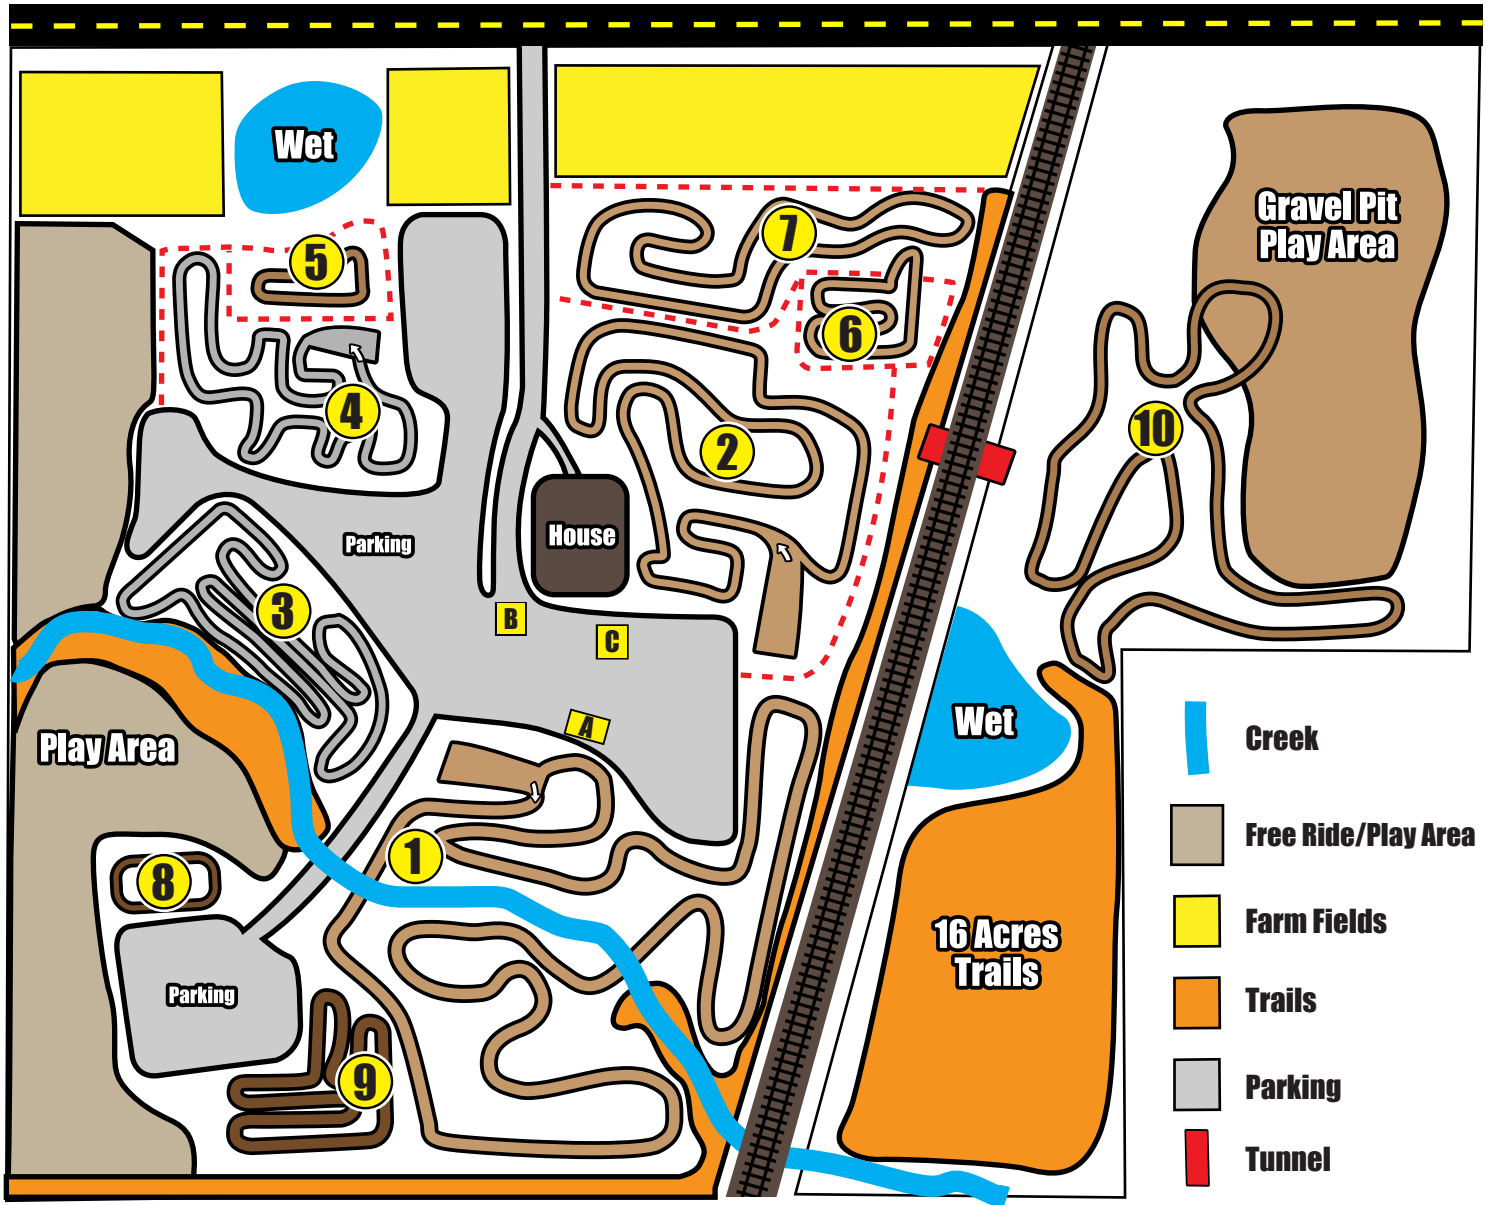 Wet
Gravel Pit
Play Area
5
7
6
4
2
10
House
Parking
3
B
C
A
Play Area
Wet
1
8
16 Acres
Trails
Parking
9
Creek
Free Ride/Play Area
Farm Fields
Trails
Parking
Tunnel